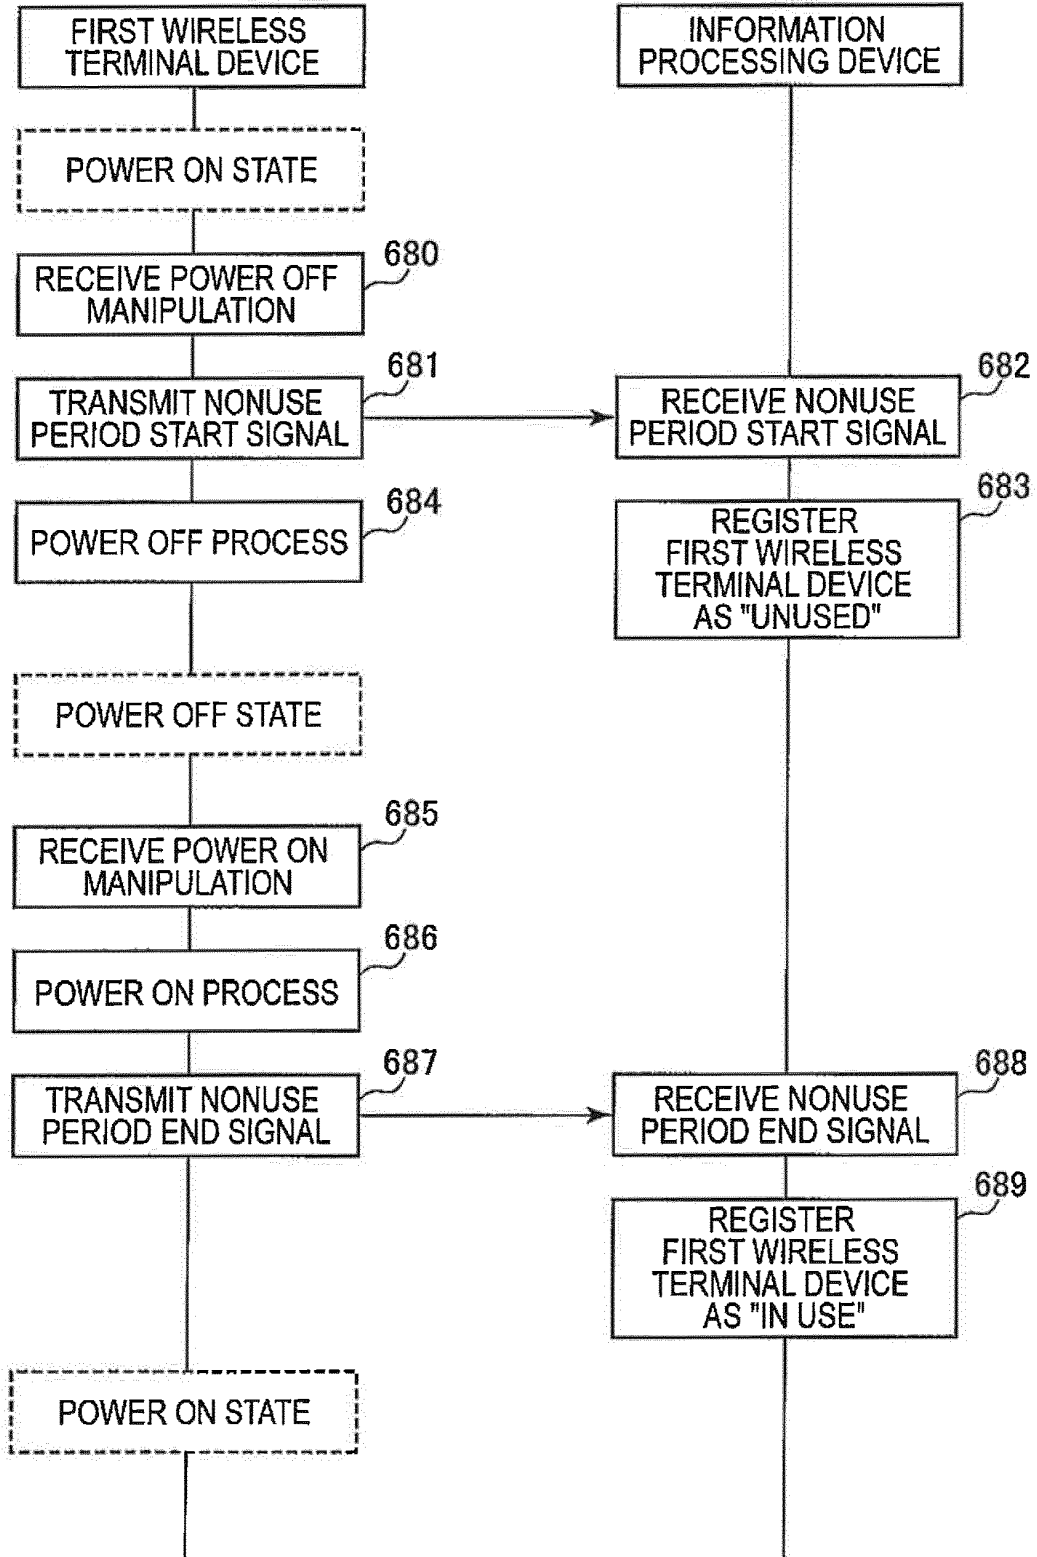 FIRST WIRELESS
TERMINAL DEVICE
INFORMATION
PROCESSING DEVICE
POWER ON STATE
680
RECEIVE POWER OFF
MANIPULATION
681
TRANSMIT NONUSE
PERIOD START SIGNAL
682
RECEIVE NONUSE
PERIOD START SIGNAL
684
POWER OFF PROCESS
683
REGISTER
FIRST WIRELESS
TERMINAL DEVICE
AS "UNUSED"
POWER OFF STATE
685
RECEIVE POWER ON
MANIPULATION
686
POWER ON PROCESS
687
TRANSMIT NONUSE
PERIOD END SIGNAL
688
RECEIVE NONUSE
PERIOD END SIGNAL
689
REGISTER
FIRST WIRELESS
TERMINAL DEVICE
AS "IN USE"
POWER ON STATE